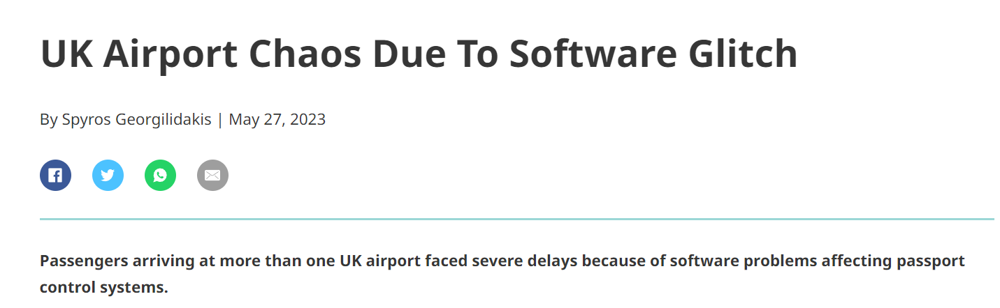 UK Airport Chaos Due To Software Glitch
By Spyros Georgilidakis | May 27, 2023
Passengers arriving at more than one UK airport faced severe delays because of software problems affecting passport
control systems.